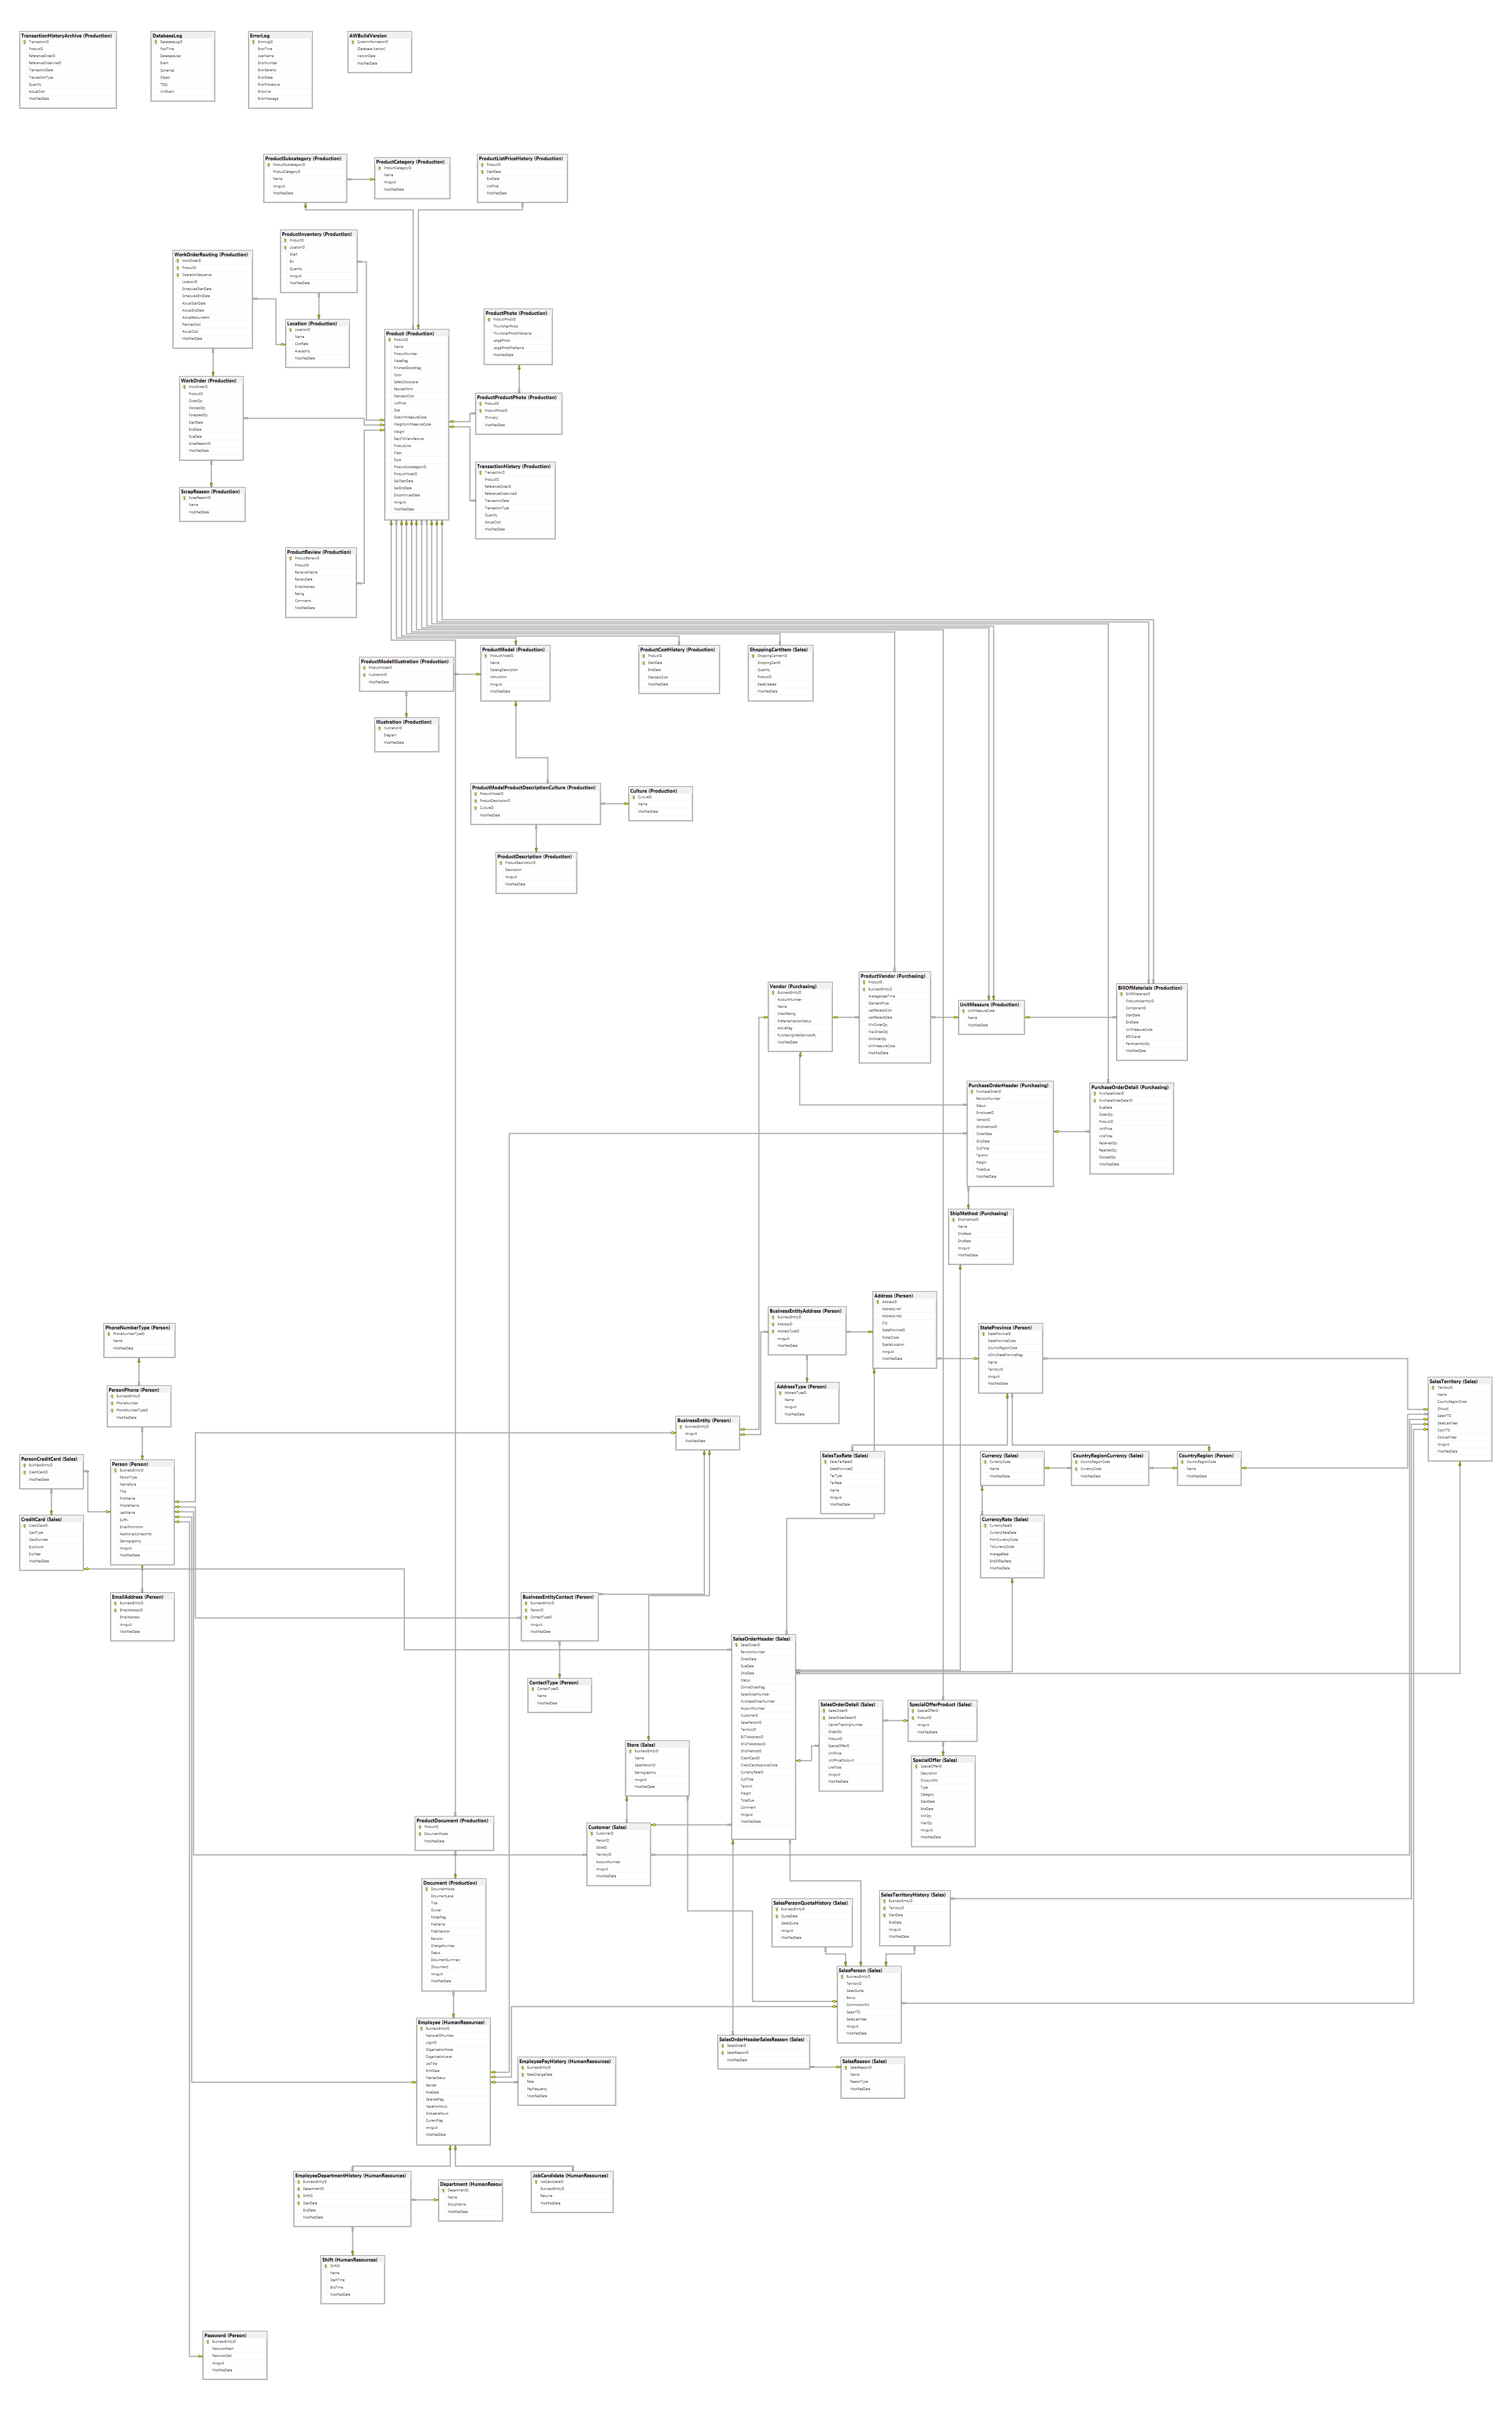 TransactionHistoryArchive (Production)
TransactionID
ProductID
ReferenceOrderID
ReferenceOrderLineID
TransactionDate
TransactionType
Quantity
ActualCost
ModifiedDate
DatabaseLog
DatabaseLogID
PostTime
DatabaseUser
Event
[Schema]
Object
TSQL
XmlEvent
ErrorLog
ErrorLogID
ErrorTime
UserName
ErrorNumber
ErrorSeverity
ErrorState
ErrorProcedure
ErrorLine
ErrorMessage
AWBuildVersion
SystemInformationID
[Database Version]
VersionDate
ModifiedDate
ProductSubcategory (Production)
ProductSubcategoryID
ProductCategoryID
Name
rowguid
ModifiedDate
ProductCategory (Production)
ProductCategoryID
Name
rowguid
ModifiedDate
ProductListPriceHistory (Production)
ProductID
StartDate
EndDate
ListPrice
ModifiedDate
ProductInventory (Production)
ProductID
LocationID
Shelf
Bin
Quantity
rowguid
ModifiedDate
WorkOrderRouting (Production)
WorkOrderID
ProductID
OperationSequence
LocationID
ScheduledStartDate
ScheduledEndDate
ActualStartDate
ActualEndDate
ActualResourceHrs
PlannedCost
ActualCost
ModifiedDate
Location (Production)
LocationID
Name
CostRate
Availability
ModifiedDate
ProductPhoto (Production)
ProductPhotoID
ThumbNailPhoto
ThumbnailPhotoFileName
LargePhoto
LargePhotoFileName
ModifiedDate
Product (Production)
ProductID
Name
ProductNumber
MakeFlag
FinishedGoodsFlag
Color
SafetyStockLevel
ReorderPoint
StandardCost
ListPrice
Size
SizeUnitMeasureCode
WeightUnitMeasureCode
Weight
DaysToManufacture
ProductLine
Class
Style
ProductSubcategoryID
ProductModelID
SellStartDate
SellEndDate
DiscontinuedDate
rowguid
ModifiedDate
WorkOrder (Production)
WorkOrderID
ProductID
OrderQty
StockedQty
ScrappedQty
StartDate
EndDate
DueDate
ScrapReasonID
ModifiedDate
ProductProductPhoto (Production)
ProductID
ProductPhotoID
[Primary]
ModifiedDate
TransactionHistory (Production)
TransactionID
ProductID
ReferenceOrderID
ReferenceOrderLineID
TransactionDate
TransactionType
Quantity
ActualCost
ModifiedDate
ScrapReason (Production)
ScrapReasonID
Name
ModifiedDate
ProductReview (Production)
ProductReviewID
ProductID
ReviewerName
ReviewDate
EmailAddress
Rating
Comments
ModifiedDate
ProductModelIllustration (Production)
ProductModelID
IllustrationID
ModifiedDate
ProductModel (Production)
ProductModelID
Name
CatalogDescription
Instructions
rowguid
ModifiedDate
ProductCostHistory (Production)
ProductID
StartDate
EndDate
StandardCost
ModifiedDate
ShoppingCartItem (Sales)
ShoppingCartItemID
ShoppingCartID
Quantity
ProductID
DateCreated
ModifiedDate
Illustration (Production)
IllustrationID
Diagram
ModifiedDate
ProductModelProductDescriptionCulture (Production)
ProductModelID
ProductDescriptionID
CultureID
ModifiedDate
Culture (Production)
CultureID
Name
ModifiedDate
ProductDescription (Production)
ProductDescriptionID
Description
rowguid
ModifiedDate
Vendor (Purchasing)
BusinessEntityID
AccountNumber
Name
CreditRating
PreferredVendorStatus
ActiveFlag
PurchasingWebServiceURL
ModifiedDate
ProductVendor (Purchasing)
ProductID
BusinessEntityID
AverageLeadTime
StandardPrice
LastReceiptCost
LastReceiptDate
MinOrderQty
MaxOrderQty
OnOrderQty
UnitMeasureCode
ModifiedDate
UnitMeasure (Production)
UnitMeasureCode
Name
ModifiedDate
BillOfMaterials (Production)
BillOfMaterialsID
ProductAssemblyID
ComponentID
StartDate
EndDate
UnitMeasureCode
BOMLevel
PerAssemblyQty
ModifiedDate
PurchaseOrderHeader (Purchasing)
PurchaseOrderID
RevisionNumber
Status
EmployeeID
VendorID
ShipMethodID
OrderDate
ShipDate
SubTotal
TaxAmt
Freight
TotalDue
ModifiedDate
PurchaseOrderDetail (Purchasing)
PurchaseOrderID
PurchaseOrderDetailID
DueDate
OrderQty
ProductID
UnitPrice
LineTotal
ReceivedQty
RejectedQty
StockedQty
ModifiedDate
ShipMethod (Purchasing)
ShipMethodID
Name
ShipBase
ShipRate
rowguid
ModifiedDate
Address (Person)
AddressID
AddressLine1
AddressLine2
City
StateProvinceID
PostalCode
SpatialLocation
rowguid
ModifiedDate
BusinessEntityAddress (Person)
BusinessEntityID
AddressID
AddressTypeID
rowguid
ModifiedDate
StateProvince (Person)
StateProvinceID
StateProvinceCode
CountryRegionCode
IsOnlyStateProvinceFlag
Name
TerritoryID
rowguid
ModifiedDate
PhoneNumberType (Person)
PhoneNumberTypeID
Name
ModifiedDate
PersonPhone (Person)
BusinessEntityID
PhoneNumber
PhoneNumberTypeID
ModifiedDate
AddressType (Person)
AddressTypeID
Name
rowguid
ModifiedDate
SalesTerritory (Sales)
TerritoryID
Name
CountryRegionCode
[Group]
SalesYTD
SalesLastYear
CostYTD
CostLastYear
rowguid
ModifiedDate
BusinessEntity (Person)
BusinessEntityID
rowguid
ModifiedDate
PersonCreditCard (Sales)
BusinessEntityID
CreditCardID
ModifiedDate
Person (Person)
BusinessEntityID
PersonType
NameStyle
Title
FirstName
MiddleName
LastName
Suffix
EmailPromotion
AdditionalContactInfo
Demographics
rowguid
ModifiedDate
SalesTaxRate (Sales)
SalesTaxRateID
StateProvinceID
TaxType
TaxRate
Name
rowguid
ModifiedDate
Currency (Sales)
CurrencyCode
Name
ModifiedDate
CountryRegionCurrency (Sales)
CountryRegionCode
CurrencyCode
ModifiedDate
CountryRegion (Person)
CountryRegionCode
Name
ModifiedDate
CreditCard (Sales)
CreditCardID
CardType
CardNumber
ExpMonth
ExpYear
ModifiedDate
CurrencyRate (Sales)
CurrencyRateID
CurrencyRateDate
FromCurrencyCode
ToCurrencyCode
AverageRate
EndOfDayRate
ModifiedDate
EmailAddress (Person)
BusinessEntityID
EmailAddressID
EmailAddress
rowguid
ModifiedDate
BusinessEntityContact (Person)
BusinessEntityID
PersonID
ContactTypeID
rowguid
ModifiedDate
SalesOrderHeader (Sales)
SalesOrderID
RevisionNumber
OrderDate
DueDate
ShipDate
Status
OnlineOrderFlag
SalesOrderNumber
PurchaseOrderNumber
AccountNumber
CustomerID
SalesPersonID
TerritoryID
BillToAddressID
ShipToAddressID
ShipMethodID
CreditCardID
CreditCardApprovalCode
CurrencyRateID
SubTotal
TaxAmt
Freight
TotalDue
Comment
rowguid
ModifiedDate
ContactType (Person)
ContactTypeID
Name
ModifiedDate
SalesOrderDetail (Sales)
SalesOrderID
SalesOrderDetailID
CarrierTrackingNumber
OrderQty
ProductID
SpecialOfferID
UnitPrice
UnitPriceDiscount
LineTotal
rowguid
ModifiedDate
SpecialOfferProduct (Sales)
SpecialOfferID
ProductID
rowguid
ModifiedDate
Store (Sales)
BusinessEntityID
Name
SalesPersonID
Demographics
rowguid
ModifiedDate
SpecialOffer (Sales)
SpecialOfferID
Description
DiscountPct
Type
Category
StartDate
EndDate
MinQty
MaxQty
rowguid
ModifiedDate
ProductDocument (Production)
ProductID
DocumentNode
ModifiedDate
Customer (Sales)
CustomerID
PersonID
StoreID
TerritoryID
AccountNumber
rowguid
ModifiedDate
Document (Production)
DocumentNode
DocumentLevel
Title
Owner
FolderFlag
FileName
FileExtension
Revision
ChangeNumber
Status
DocumentSummary
[Document]
rowguid
ModifiedDate
SalesPersonQuotaHistory (Sales)
BusinessEntityID
QuotaDate
SalesQuota
rowguid
ModifiedDate
SalesTerritoryHistory (Sales)
BusinessEntityID
TerritoryID
StartDate
EndDate
rowguid
ModifiedDate
SalesPerson (Sales)
BusinessEntityID
TerritoryID
SalesQuota
Bonus
CommissionPct
SalesYTD
SalesLastYear
rowguid
ModifiedDate
Employee (HumanResources)
BusinessEntityID
NationalIDNumber
LoginID
OrganizationNode
OrganizationLevel
JobTitle
BirthDate
MaritalStatus
Gender
HireDate
SalariedFlag
VacationHours
SickLeaveHours
CurrentFlag
rowguid
ModifiedDate
SalesOrderHeaderSalesReason (Sales)
SalesOrderID
SalesReasonID
ModifiedDate
EmployeePayHistory (HumanResources)
BusinessEntityID
RateChangeDate
Rate
PayFrequency
ModifiedDate
SalesReason (Sales)
SalesReasonID
Name
ReasonType
ModifiedDate
EmployeeDepartmentHistory (HumanResources)
BusinessEntityID
DepartmentID
ShiftID
StartDate
EndDate
ModifiedDate
Department (HumanResou
DepartmentID
Name
GroupName
ModifiedDate
JobCandidate (HumanResources)
JobCandidateID
BusinessEntityID
Resume
ModifiedDate
Shift (HumanResources)
ShiftID
Name
StartTime
EndTime
ModifiedDate
Password (Person)
BusinessEntityID
PasswordHash
PasswordSalt
rowguid
ModifiedDate